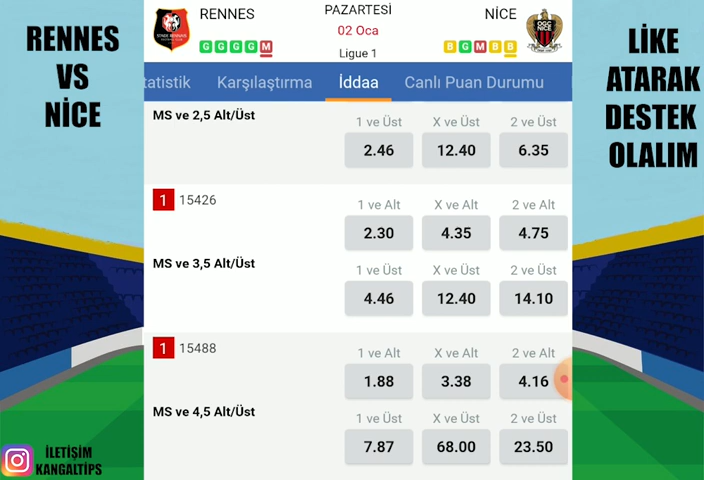 RENNES
VS
NİCE
RENNES
PAZARTESİ
02 Oca
Ligue 1
NİCE
G G G G M
B G M B B
LİKE
ATARAK
DESTEK
OLALIM
tatistik Karşılaştırma İddaa Canlı Puan Durumu
MS ve 2,5 Alt/Üst
1 ve Üst X ve Üst 2 ve Üst
2.46 12.40 6.35
1 15426
1 ve Alt X ve Alt 2 ve Alt
2.30 4.35 4.75
MS ve 3,5 Alt/Üst
1 ve Üst X ve Üst 2 ve Üst
4.46 12.40 14.10
1 15488
1 ve Alt X ve Alt 2 ve Alt
1.88 3.38 4.16
MS ve 4,5 Alt/Üst
1 ve Üst X ve Üst 2 ve Üst
7.87 68.00 23.50
İLETİŞİM
KANGALTİPS